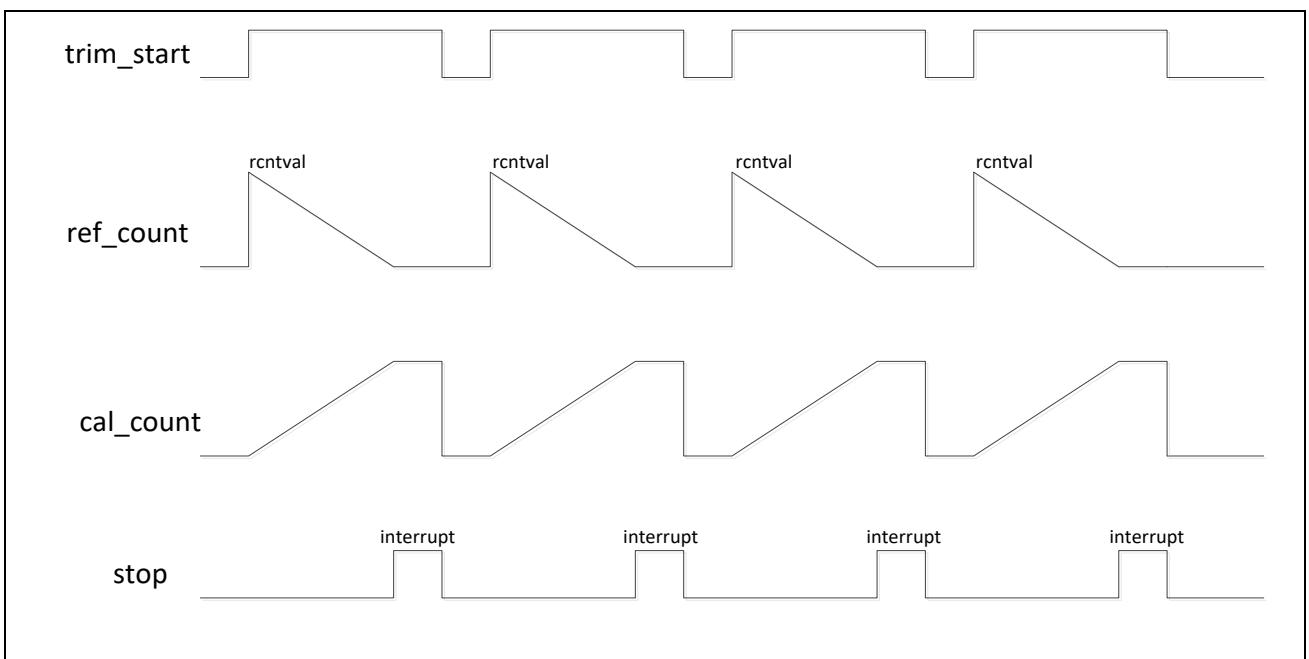 trim_start
rcntval rcntval rcntval rcntval
ref_count
cal_count
interrupt interrupt interrupt interrupt
stop